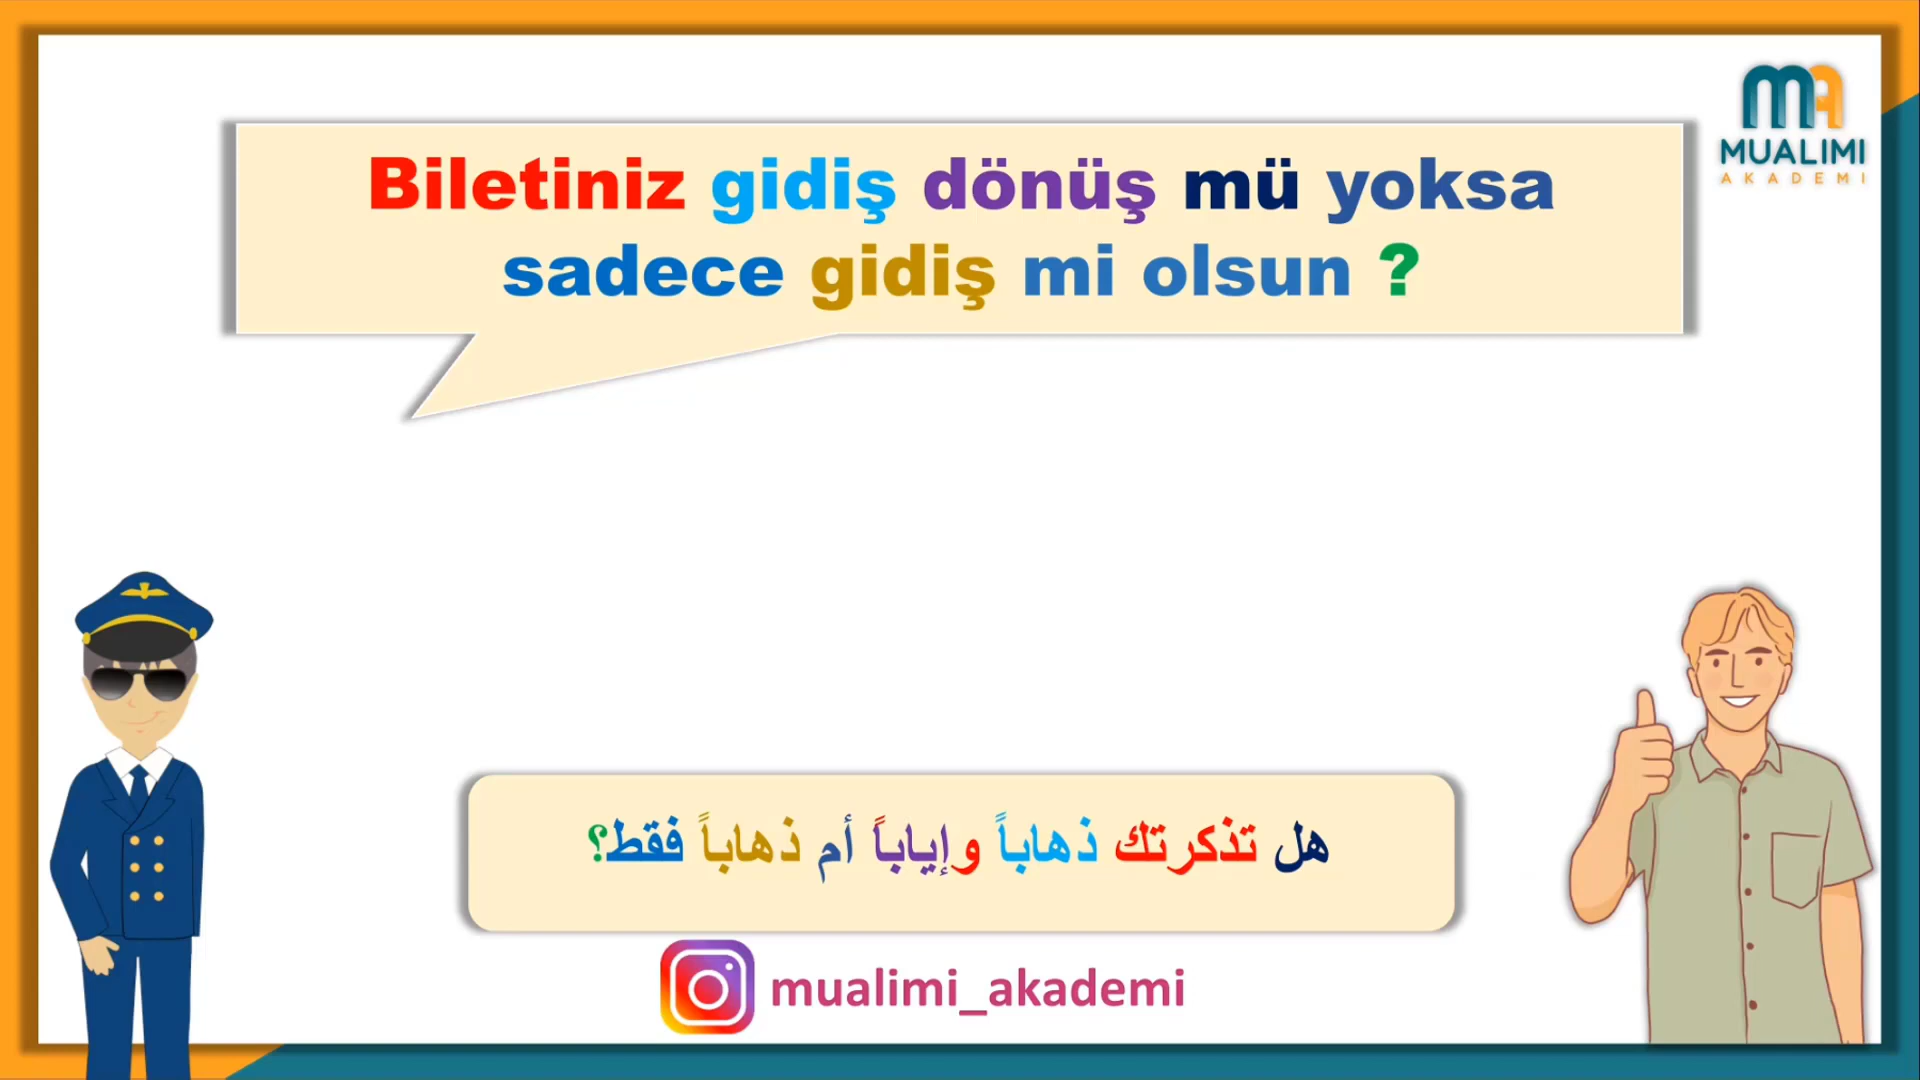 MUALIMI
AKADEMI
Biletiniz gidiş dönüş mü yoksa
sadece gidiş mi olsun ?
هل تذكرتك ذهاباً وإياباً أم ذهاباً فقط؟
mualimi_akademi